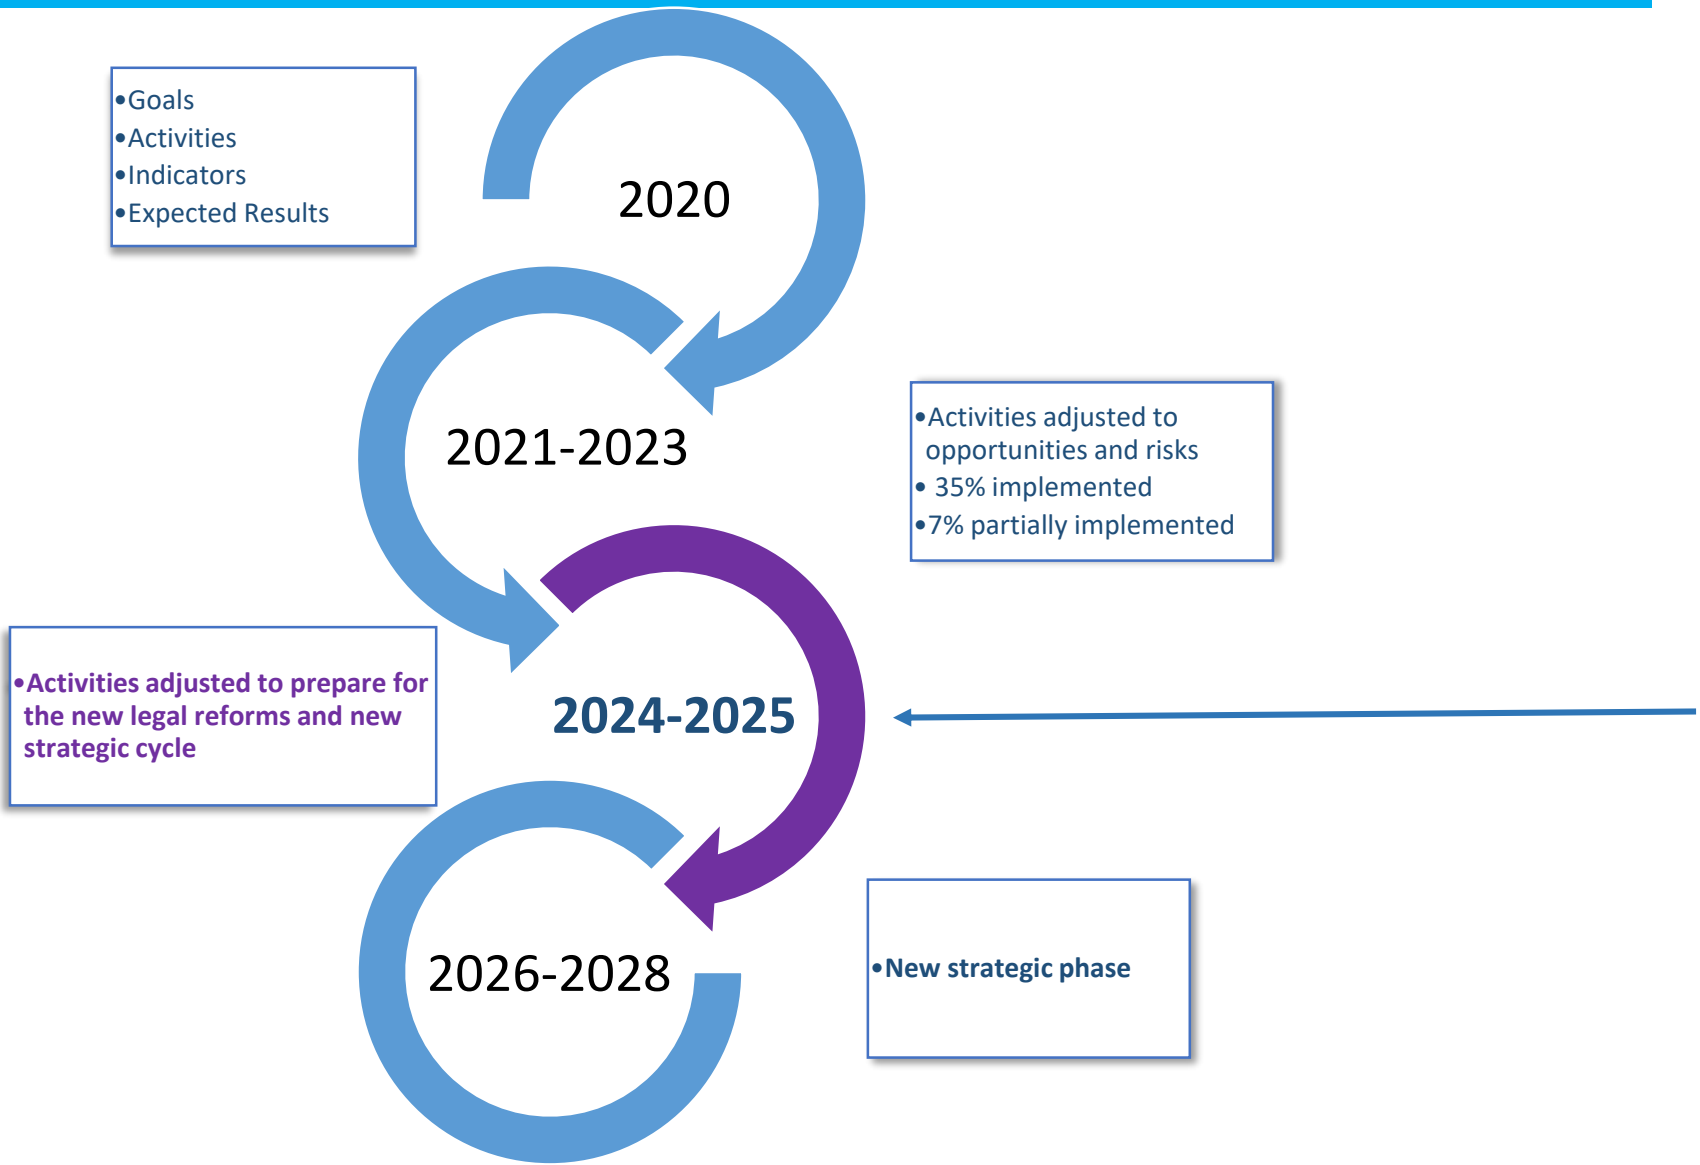 •Goals
•Activities
•Indicators
•Expected Results
2020
2021-2023
•Activities adjusted to
opportunities and risks
• 35% implemented
•7% partially implemented
•Activities adjusted to prepare for
the new legal reforms and new
strategic cycle
2024-2025
2026-2028
•New strategic phase